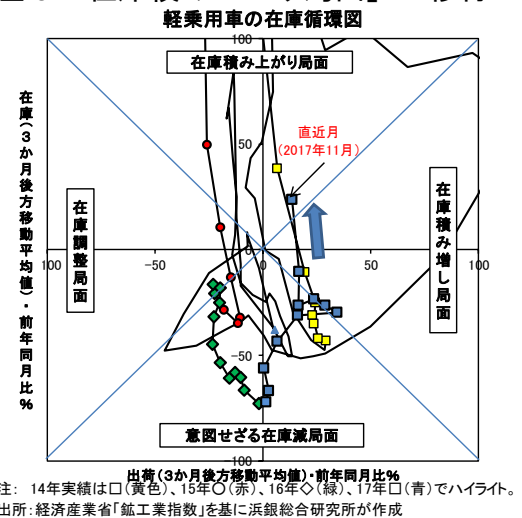 軽乗用車の在庫循環図
在庫積み上がり局面
直近月
(2017年11月)
在庫(3か月後方移動平均値)・前年同月比%
在庫調整局面
在庫積み増し局面
100
50
0
−50
−100
−50
0
50
100
意図せざる在庫減局面
出荷(3か月後方移動平均値)・前年同月比%
注: 14年実績は□(黄色)、15年○(赤)、16年◇(緑)、17年□(青)でハイライト。
出所:経済産業省「鉱工業指数」を基に浜銀総合研究所が作成